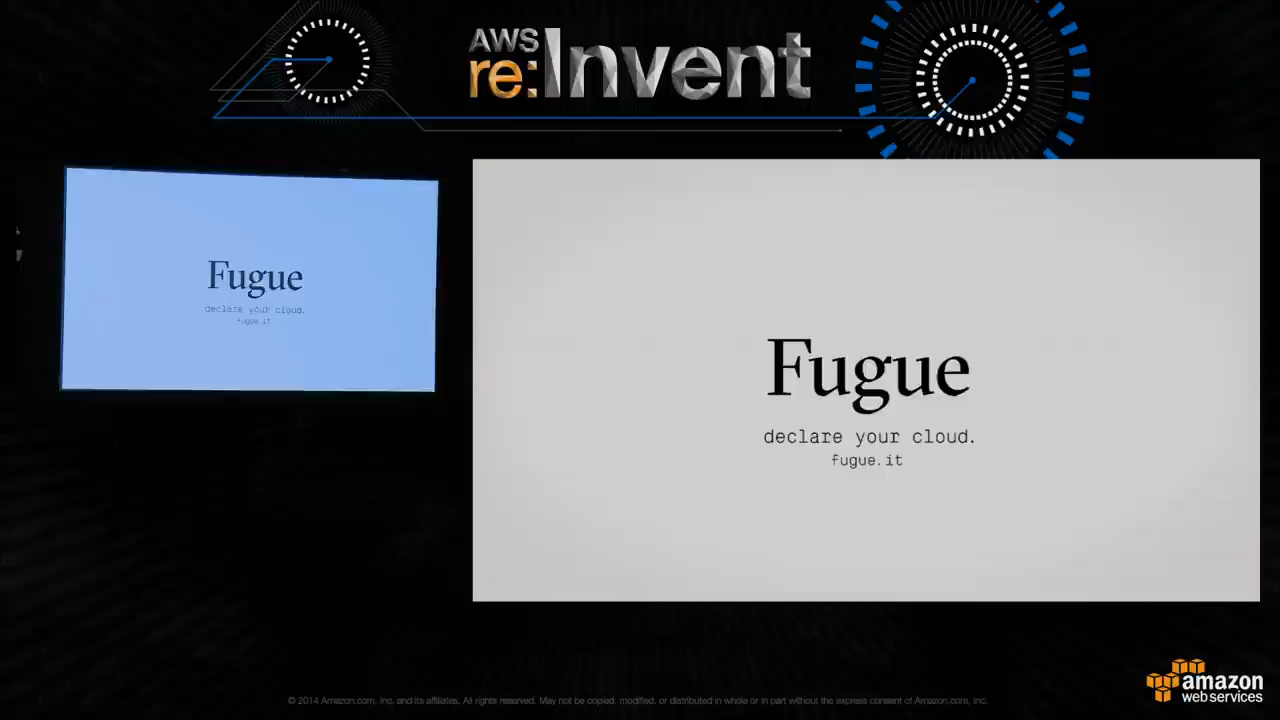 AWS
re:Invent
Fugue
declare your cloud.
fugue.it
Fugue
declare your cloud.
fugue.it
amazon
web services
© 2014 Amazon.com, Inc. and its affiliates. All rights reserved. May not be copied, modified, or distributed in whole or in part without the express consent of Amazon.com, Inc.